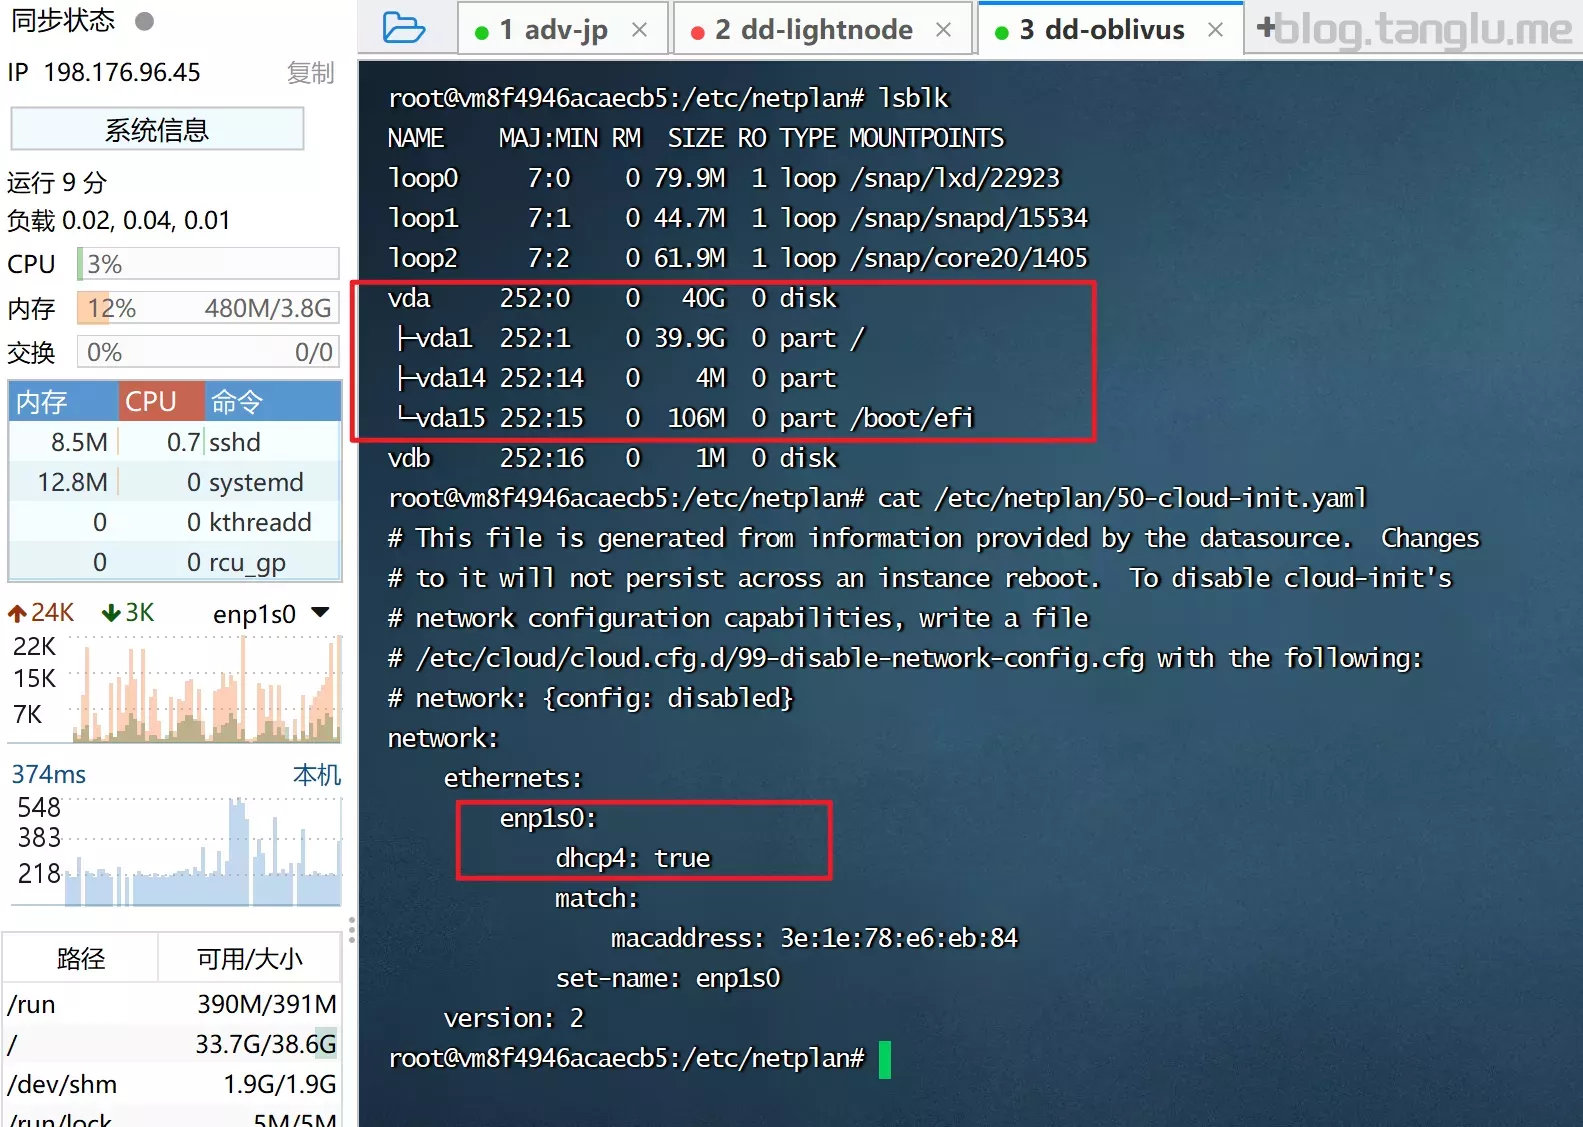 同步状态
IP 198.176.96.45 复制
系统信息
运行 9 分
负载 0.02, 0.04, 0.01
CPU 3%
内存 12% 480M/3.8G
交换 0% 0/0
内存 CPU 命令
8.5M 0.7 sshd
12.8M 0 systemd
0 0 kthreadd
0 0 rcu_gp
24K 3K enp1s0
22K
15K
7K
374ms 本机
548
383
218
路径 可用/大小
/run 390M/391M
/ 33.7G/38.6G
/dev/shm 1.9G/1.9G
/run/lock 5M/5M
1 adv-jp × 2 dd-lightnode × 3 dd-oblivus × +
blog.tanglu.me
root@vm8f4946acaecb5:/etc/netplan# lsblk
NAME MAJ:MIN RM SIZE RO TYPE MOUNTPOINTS
loop0 7:0 0 79.9M 1 loop /snap/lxd/22923
loop1 7:1 0 44.7M 1 loop /snap/snapd/15534
loop2 7:2 0 61.9M 1 loop /snap/core20/1405
vda 252:0 0 40G 0 disk
├─vda1 252:1 0 39.9G 0 part /
├─vda14 252:14 0 4M 0 part
└─vda15 252:15 0 106M 0 part /boot/efi
vdb 252:16 0 1M 0 disk
root@vm8f4946acaecb5:/etc/netplan# cat /etc/netplan/50-cloud-init.yaml
# This file is generated from information provided by the datasource.  Changes
# to it will not persist across an instance reboot.  To disable cloud-init's
# network configuration capabilities, write a file
# /etc/cloud/cloud.cfg.d/99-disable-network-config.cfg with the following:
# network: {config: disabled}
network:
    ethernets:
        enp1s0:
            dhcp4: true
            match:
                macaddress: 3e:1e:78:e6:eb:84
            set-name: enp1s0
    version: 2
root@vm8f4946acaecb5:/etc/netplan#